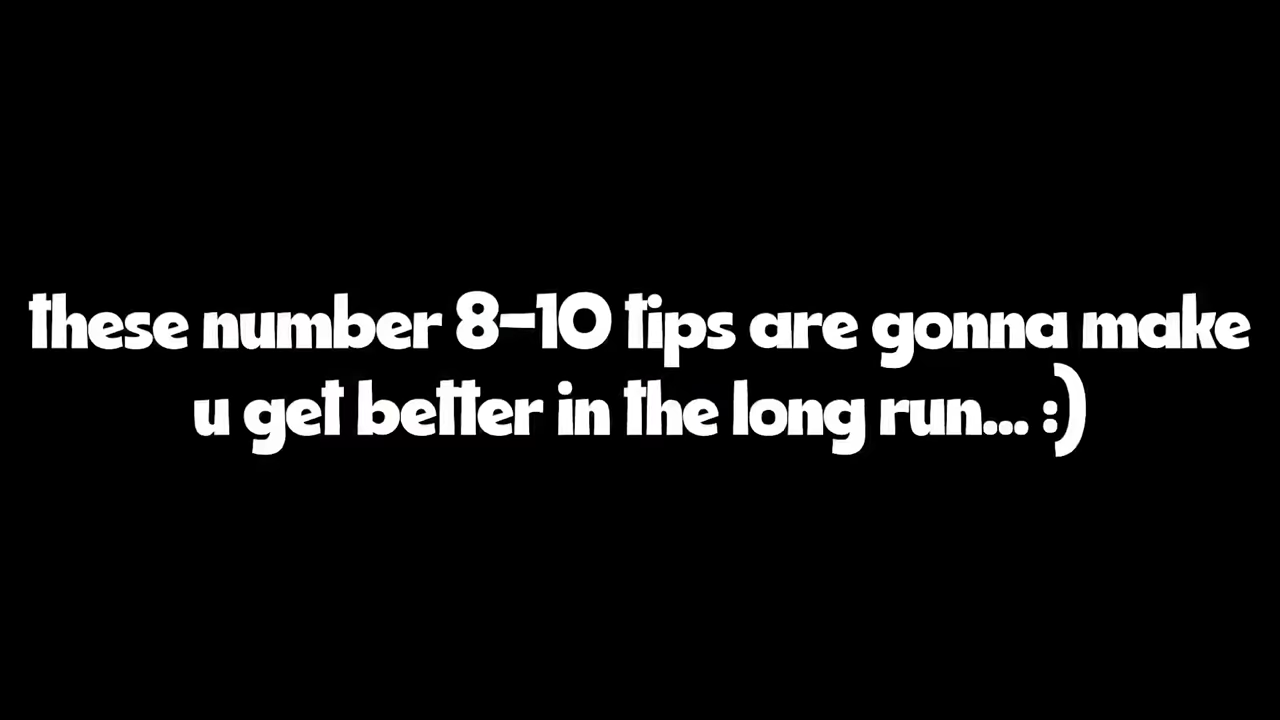 these number 8-10 tips are gonna make
u get better in the long run... :)